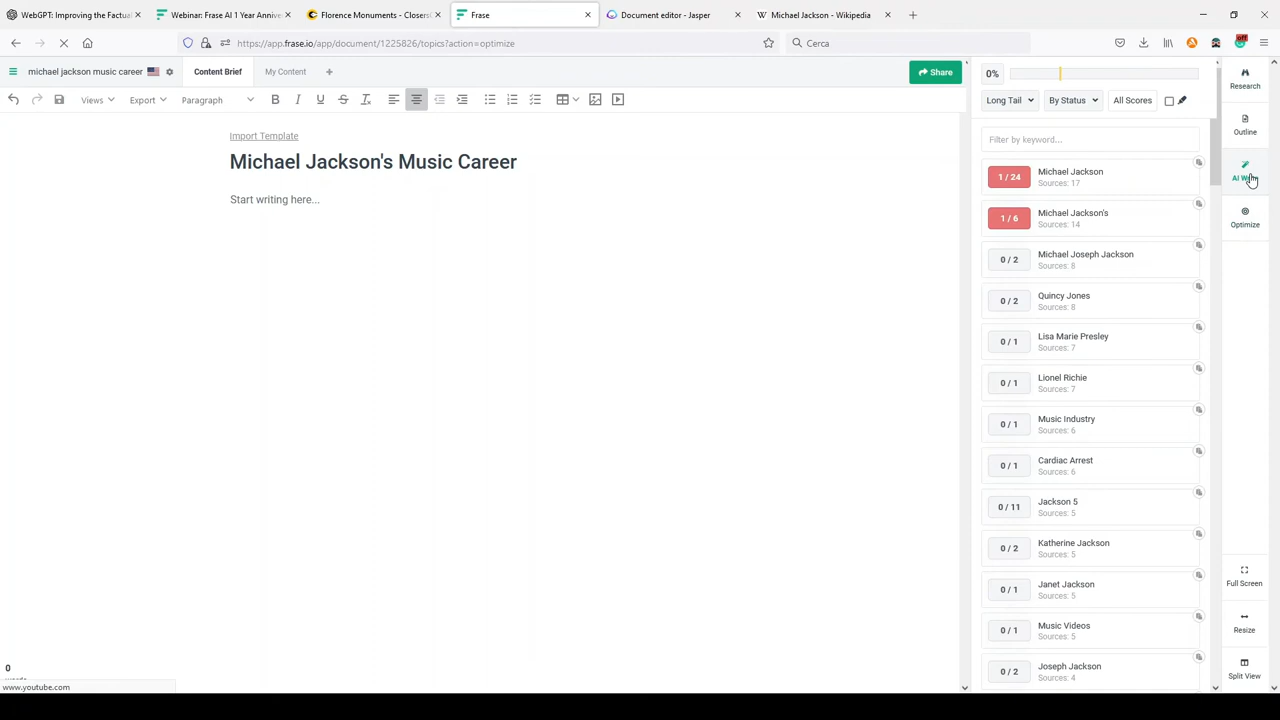 WebGPT: Improving the Factual
Webinar: Frase AI 1 Year Annive
Florence Monuments - Closers
Frase
Document editor - Jasper
Michael Jackson - Wikipedia
https://app.frase.io/app/document/1225826/topics?action=optimize
Cerca
off
michael jackson music career
Content Brief
My Content
Share
Views
Export
Paragraph
Import Template
Michael Jackson's Music Career
Start writing here...
0
www.youtube.com
0%
Long Tail
By Status
All Scores
Filter by keyword...
1 / 24
Michael Jackson
Sources: 17
1 / 6
Michael Jackson's
Sources: 14
0 / 2
Michael Joseph Jackson
Sources: 8
0 / 2
Quincy Jones
Sources: 8
0 / 1
Lisa Marie Presley
Sources: 7
0 / 1
Lionel Richie
Sources: 7
0 / 1
Music Industry
Sources: 6
0 / 1
Cardiac Arrest
Sources: 6
0 / 11
Jackson 5
Sources: 5
0 / 2
Katherine Jackson
Sources: 5
0 / 1
Janet Jackson
Sources: 5
0 / 1
Music Videos
Sources: 5
0 / 2
Joseph Jackson
Sources: 4
Research
Outline
AI
Optimize
Full Screen
Resize
Split View